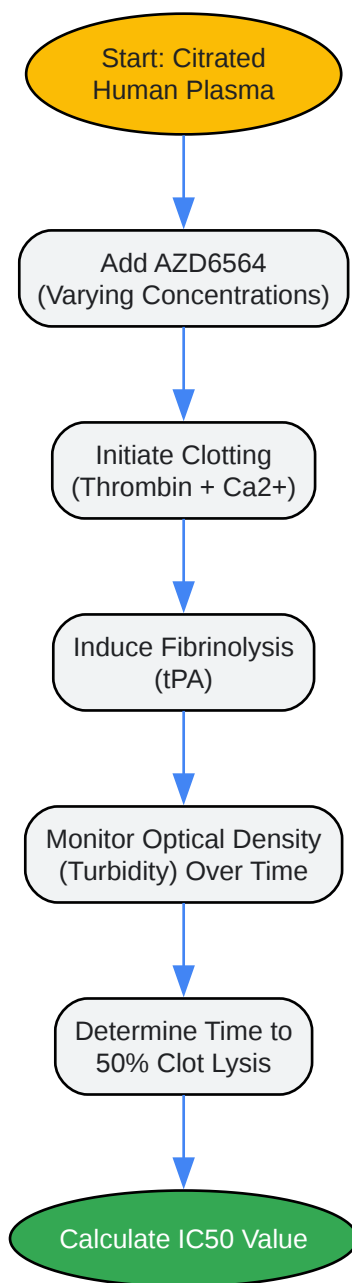 Start: Citrated
Human Plasma
Add AZD6564
(Varying Concentrations)
Initiate Clotting
(Thrombin + Ca2+)
Induce Fibrinolysis
(tPA)
Monitor Optical Density
(Turbidity) Over Time
Determine Time to
50% Clot Lysis
Calculate IC50 Value